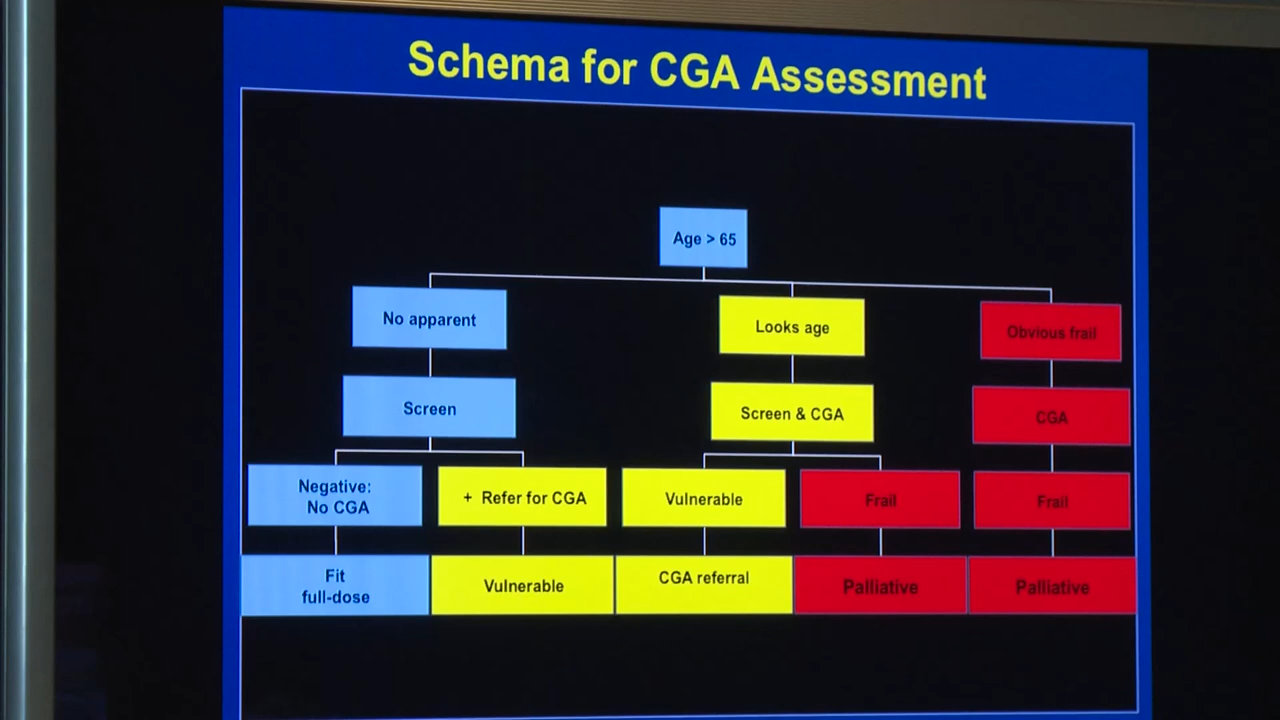 Schema for CGA Assessment
Age > 65
No apparent
Looks age
Obvious frail
Screen
Screen & CGA
CGA
Negative:
No CGA
+ Refer for CGA
Vulnerable
Frail
Frail
Fit
full-dose
Vulnerable
CGA referral
Palliative
Palliative